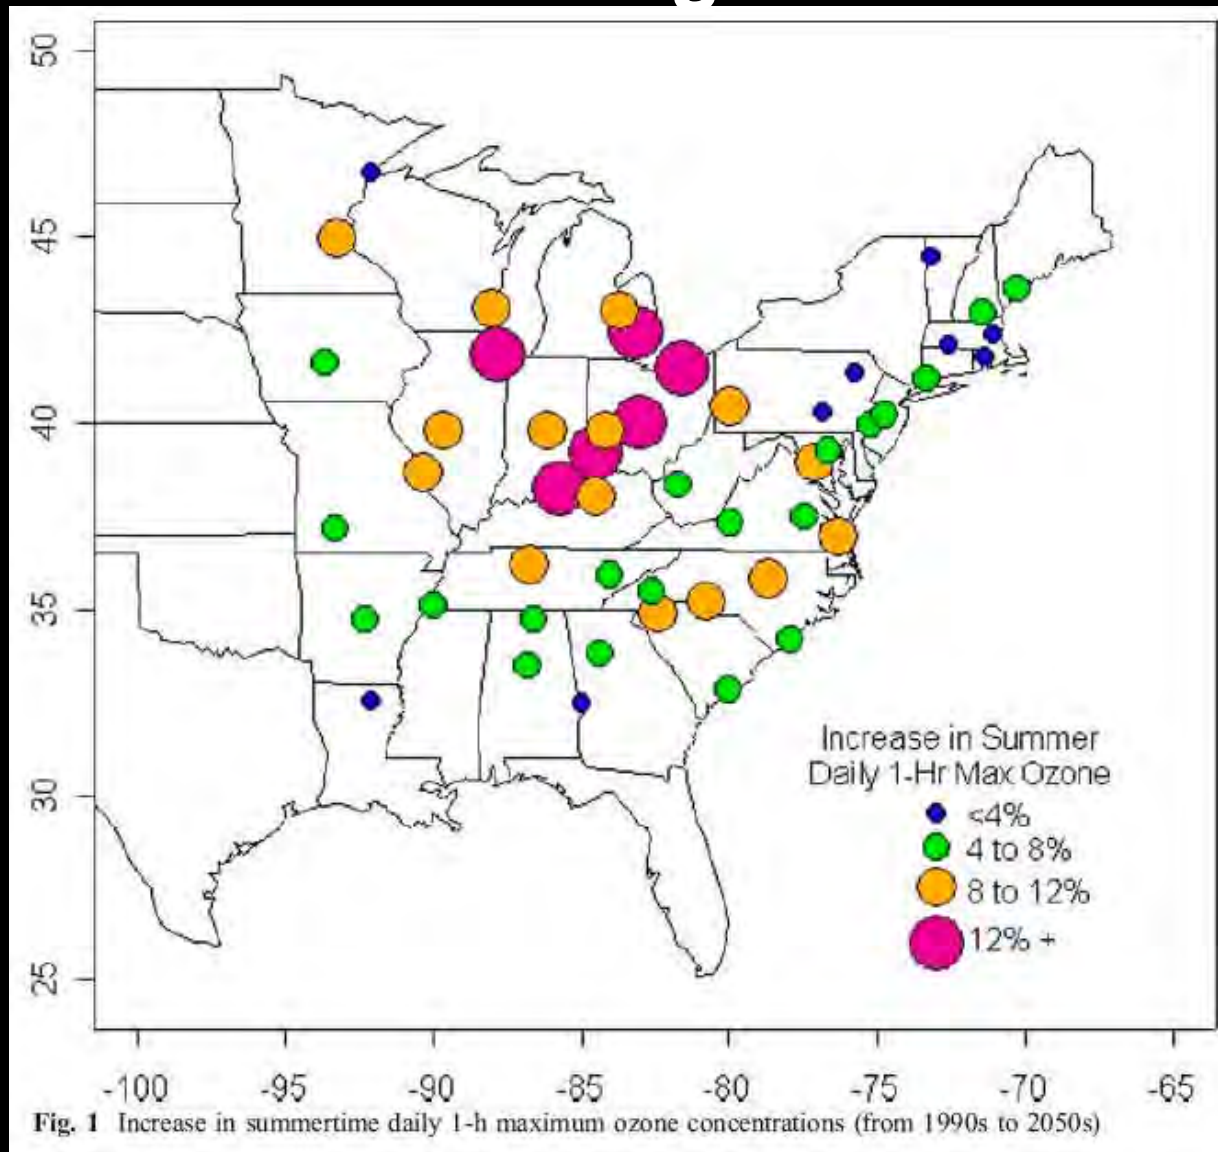 50
45
40
35
30
25
Increase in Summer
Daily 1-Hr Max Ozone
<4%
4 to 8%
8 to 12%
12% +
-100 -95 -90 -85 -80 -75 -70 -65
Fig. 1 Increase in summertime daily 1-h maximum ozone concentrations (from 1990s to 2050s)